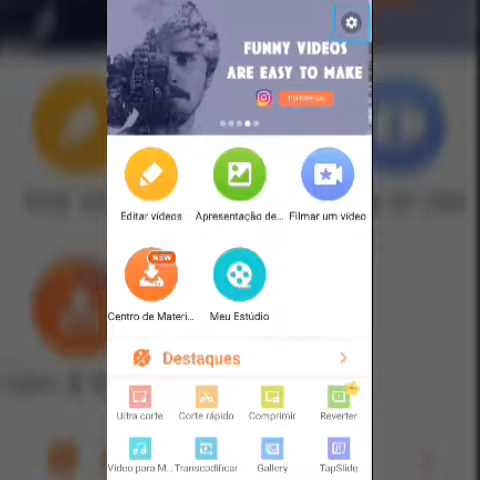 FUNNY VIDEOS
ARE EASY TO MAKE
Editar vídeos
Apresentação de...
Filmar um vídeo
NEW
Centro de Materi...
Meu Estúdio
Destaques
Ultra corte
Corte rápido
Comprimir
Reverter
Vídeo para M...
Transcodificar
Gallery
TapSlide